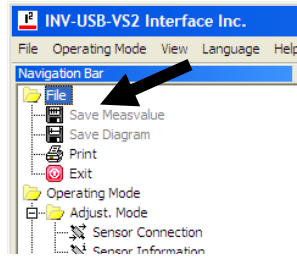 I² INV-USB-VS2 Interface Inc.
File Operating Mode View Language Help
Navigation Bar
File
Save Measvalue
Save Diagram
Print
Exit
Operating Mode
Adjust. Mode
Sensor Connection
Sensor Information